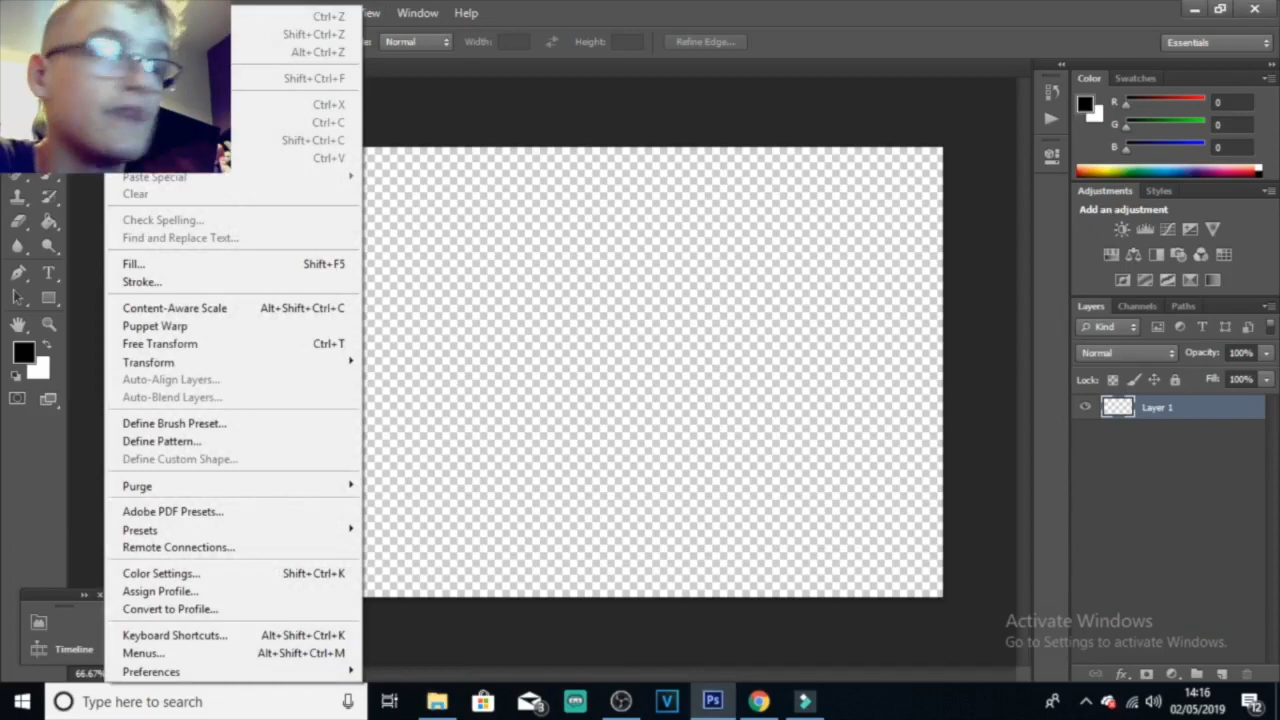 Ctrl+Z
Shift+Ctrl+Z
Alt+Ctrl+Z
Shift+Ctrl+F
Ctrl+X
Ctrl+C
Shift+Ctrl+C
Ctrl+V
Paste Special
Clear
Check Spelling...
Find and Replace Text...
Fill... Shift+F5
Stroke...
Content-Aware Scale Alt+Shift+Ctrl+C
Puppet Warp
Free Transform Ctrl+T
Transform
Auto-Align Layers...
Auto-Blend Layers...
Define Brush Preset...
Define Pattern...
Define Custom Shape...
Purge
Adobe PDF Presets...
Presets
Remote Connections...
Color Settings... Shift+Ctrl+K
Assign Profile...
Convert to Profile...
Keyboard Shortcuts... Alt+Shift+Ctrl+K
Menus... Alt+Shift+Ctrl+M
Preferences
Window Help
Normal Width: Height: Refine Edge... Essentials
Color Swatches
R 0
G 0
B 0
Adjustments Styles
Add an adjustment
Layers Channels Paths
Kind
Normal Opacity: 100%
Lock: Fill: 100%
Layer 1
Timeline
66.67%
Activate Windows
Go to Settings to activate Windows.
Type here to search
3
V
Ps
14:16
02/05/2019
12